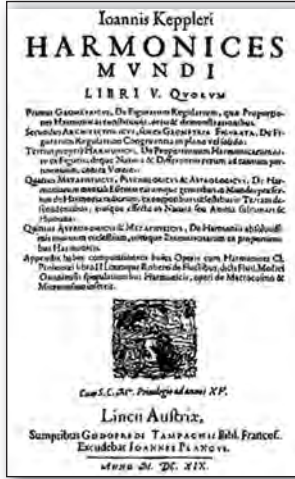 Ioannis Keppleri
HARMONICES
MVNDI
LIBRI V. QVORVM
Primus GEOMETRICVS, De Figurarum Regularium, quæ Proportio-
nes Harmonicas constituunt, ortu & demonstrationibus.
Secundus ARCHITECTONICVS, sive ex GEOMETRIA FIGVRATA, De Fi-
gurarum Regularium Congruentia in plano vel solido:
Tertius propriè HARMONICVS, De Proportionum Harmonicarum or-
tu ex Figuris; deque Naturâ & Differentiis rerum ad cantum per-
tinentium, contra Veteres:
Quartus METAPHYSICVS, PSYCHOLOGICVS & ASTROLOGICVS, De Har-
moniarum mentali Essentiâ earumque generibus in Mundo; præser-
tim de Harmonia radiorum, ex corporibus cœlestibus in Terram de-
scendentibus, eiusque effectu in Natura seu Anima sublunari &
Humana:
Quintus ASTRONOMICVS & METAPHYSICVS, De Harmoniis absolutissi-
mis motuum cœlestium, ortuque Eccentricitatum ex proportioni-
bus Harmonicis.
Appendix habet comparationem huius Operis cum Harmonices Cl.
Ptolemæi libro III cumque Roberti de Fluctibus, dicti Flud, Medici
Oxoniensis speculationibus Harmonicis, operi de Macrocosmo &
Microcosmo insertis.
Cum S.C. Mtis. Privilegio ad annos XV.
Lincii Austriæ,
Sumptibus GODOFREDI TAMPACHII Bibl. Francof.
Excudebat IOANNES PLANCVS.
ANNO M. DC. XIX.